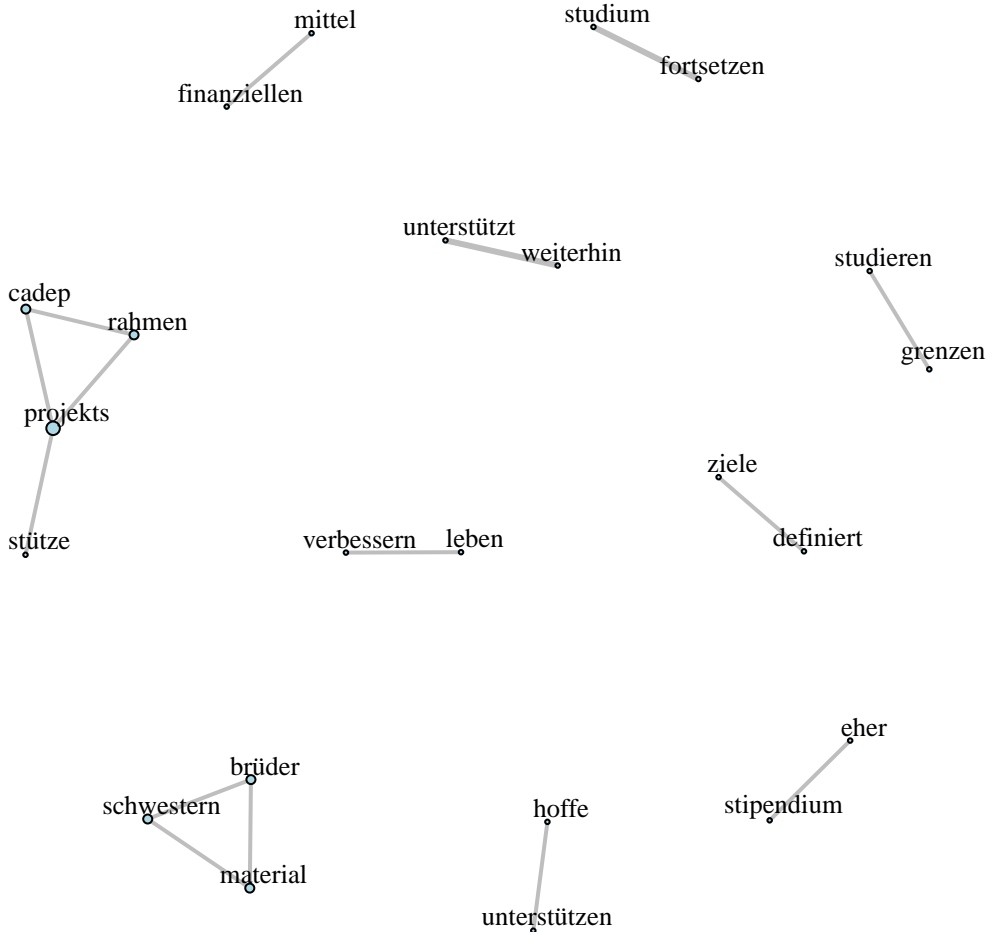 mittel
studium
fortsetzen
finanziellen
unterstützt
weiterhin
studieren
cadep
rahmen
grenzen
projekts
ziele
stütze
verbessern
leben
definiert
eher
brüder
schwestern
hoffe
stipendium
material
unterstützen